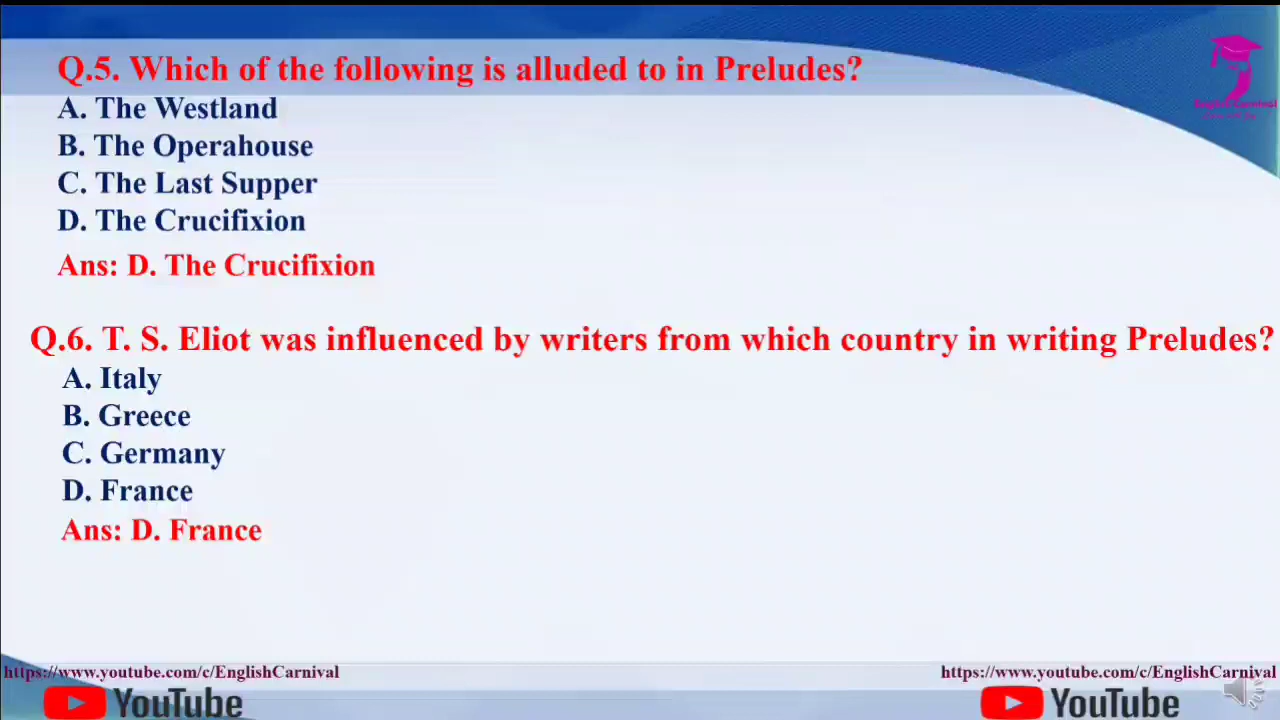 Q.5. Which of the following is alluded to in Preludes?
A. The Westland
B. The Operahouse
C. The Last Supper
D. The Crucifixion
Ans: D. The Crucifixion
Q.6. T. S. Eliot was influenced by writers from which country in writing Preludes?
A. Italy
B. Greece
C. Germany
D. France
Ans: D. France
English Carnival
https://www.youtube.com/c/EnglishCarnival
YouTube
https://www.youtube.com/c/EnglishCarnival
YouTube